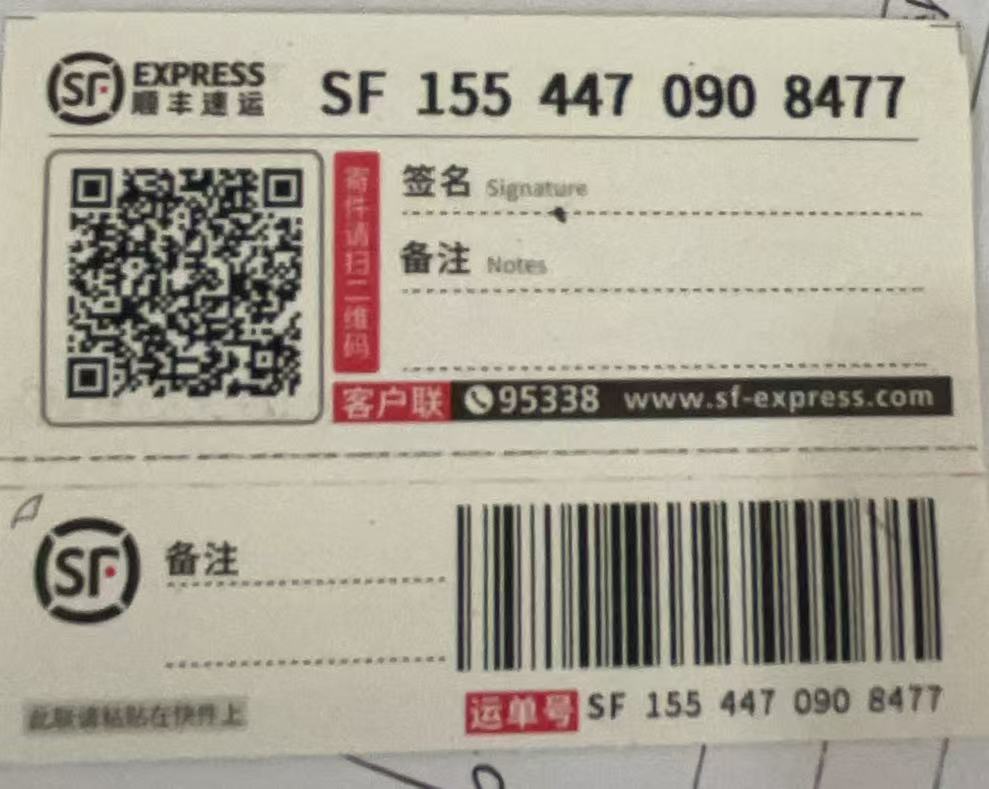 SF EXPRESS
顺丰速运
SF 155 447 090 8477
寄件请扫二维码
签名 Signature
备注 Notes
客户联 95338 www.sf-express.com
SF
备注
此联请粘贴在快件上
运单号 SF 155 447 090 8477